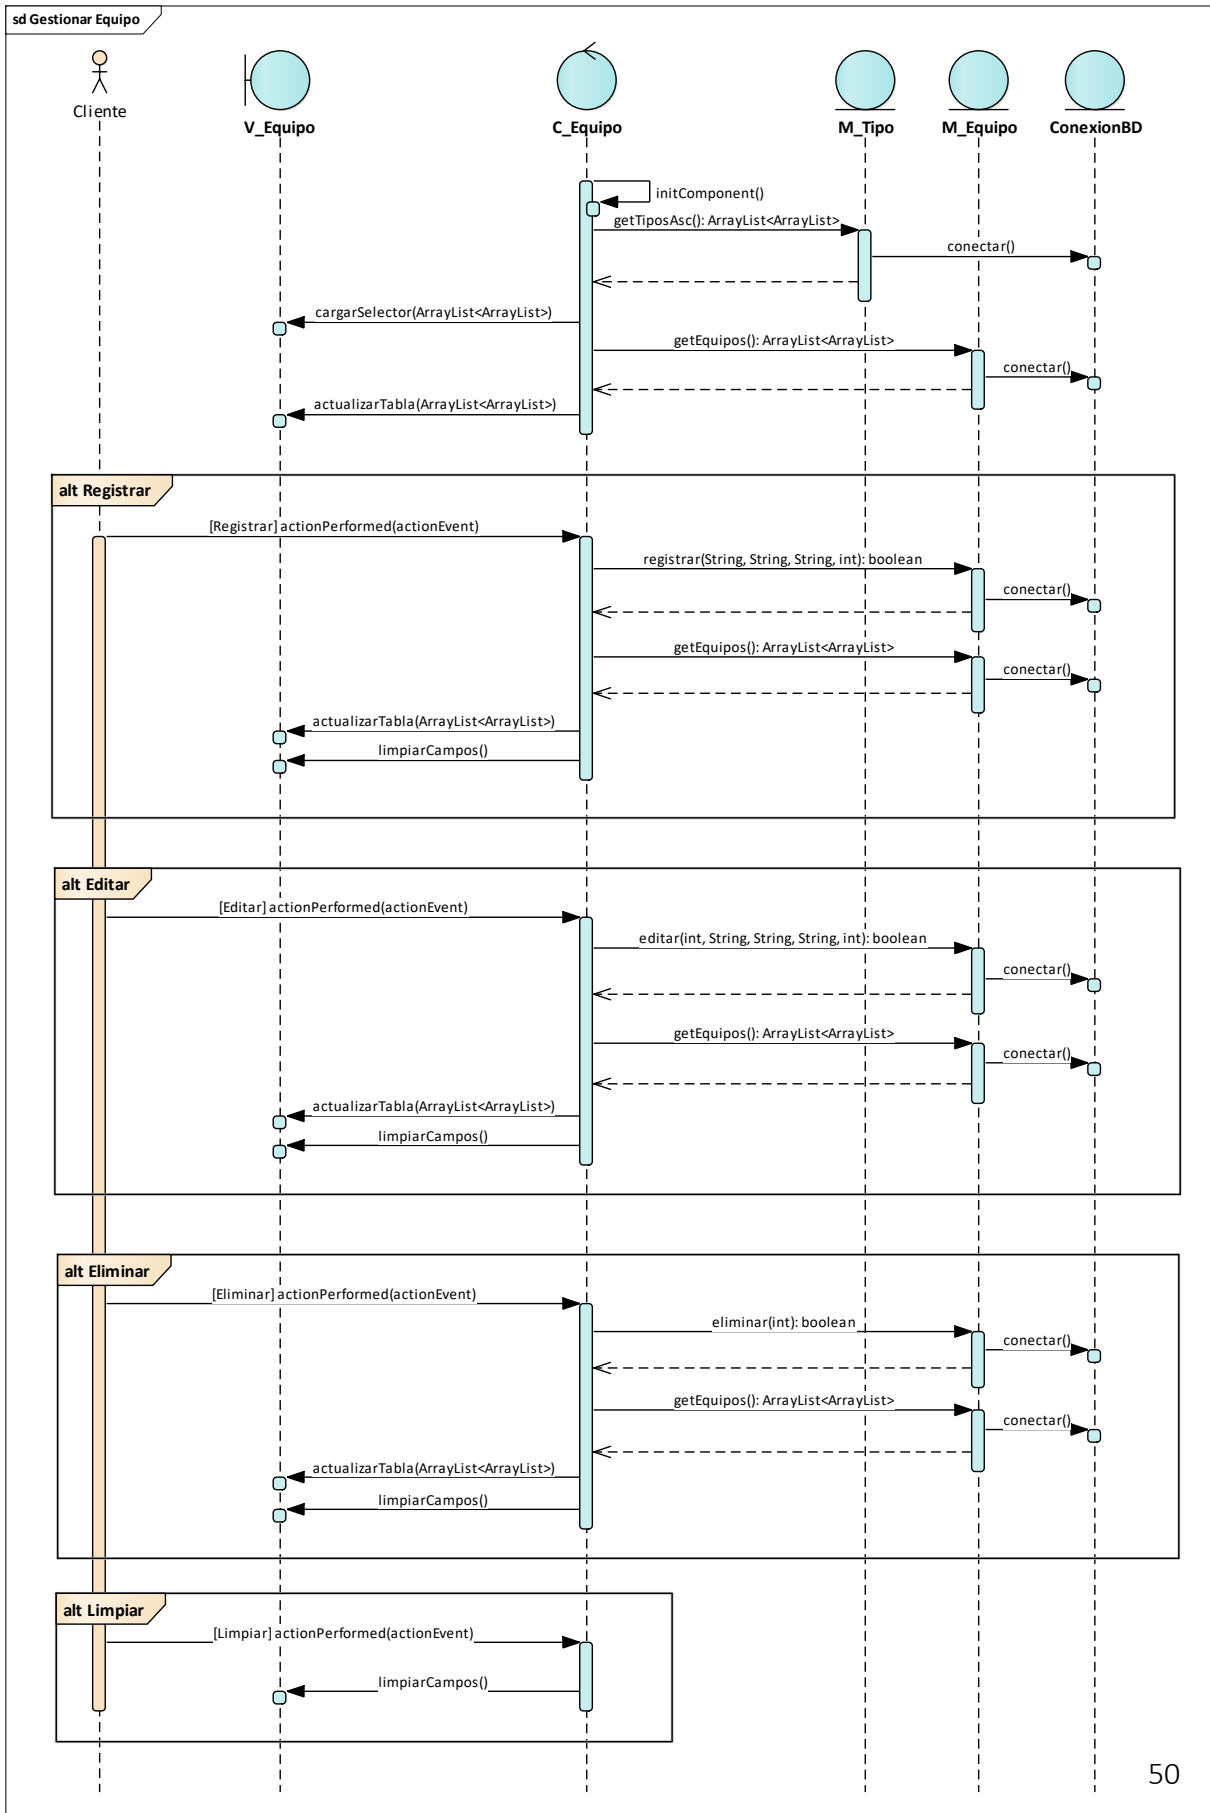 sd Gestionar Equipo
Cliente
V_Equipo
C_Equipo
M_Tipo
M_Equipo
ConexionBD
initComponent()
getTiposAsc(): ArrayList<ArrayList>
conectar()
cargarSelector(ArrayList<ArrayList>)
getEquipos(): ArrayList<ArrayList>
conectar()
actualizarTabla(ArrayList<ArrayList>)
alt Registrar
[Registrar] actionPerformed(actionEvent)
registrar(String, String, String, int): boolean
conectar()
getEquipos(): ArrayList<ArrayList>
conectar()
actualizarTabla(ArrayList<ArrayList>)
limpiarCampos()
alt Editar
[Editar] actionPerformed(actionEvent)
editar(int, String, String, String, int): boolean
conectar()
getEquipos(): ArrayList<ArrayList>
conectar()
actualizarTabla(ArrayList<ArrayList>)
limpiarCampos()
alt Eliminar
[Eliminar] actionPerformed(actionEvent)
eliminar(int): boolean
conectar()
getEquipos(): ArrayList<ArrayList>
conectar()
actualizarTabla(ArrayList<ArrayList>)
limpiarCampos()
alt Limpiar
[Limpiar] actionPerformed(actionEvent)
limpiarCampos()
50